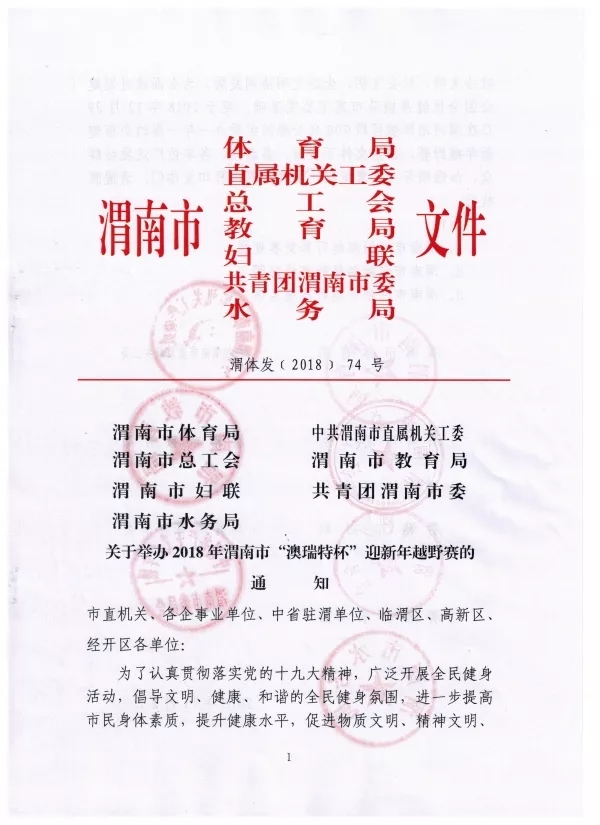 体育局
直属机关工委
总工会
渭南市 教育局 文件
妇联
共青团渭南市委
水务局
渭体发〔2018〕74 号
渭南市体育局 中共渭南市直属机关工委
渭南市总工会 渭南市教育局
渭南市妇联 共青团渭南市委
渭南市水务局
关于举办 2018 年渭南市“澳瑞特杯”迎新年越野赛的
通知
市直机关、各企事业单位、中省驻渭单位、临渭区、高新区、
经开区各单位:
为了认真贯彻落实党的十九大精神，广泛开展全民健身
活动，倡导文明、健康、和谐的全民健身氛围，进一步提高
市民身体素质，提升健康水平，促进物质文明、精神文明、
1